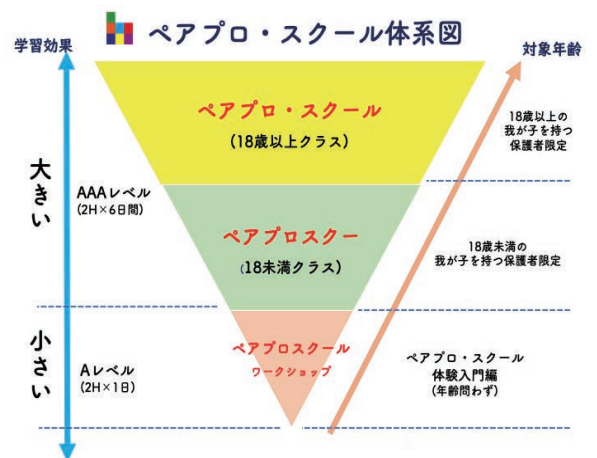 ペアプロ・スクール体系図
学習効果
対象年齢
ペアプロ・スクール
(18歳以上クラス)
18歳以上の
我が子を持つ
保護者限定
大きい
AAAレベル
(2H×6日間)
ペアプロスクー
(18未満クラス)
18歳未満の
我が子を持つ保護者限定
小さい
Aレベル
(2H×1日)
ペアプロスクール
ワークショップ
ペアプロ・スクール
体験入門編
(年齢問わず)